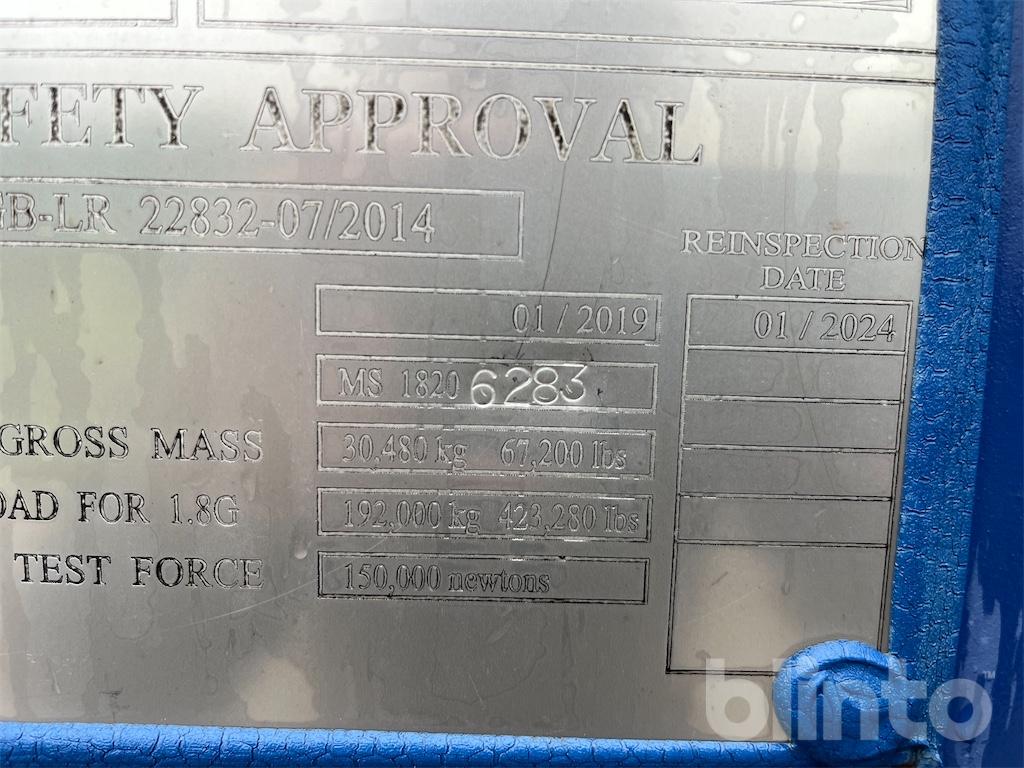 FETY APPROVAL
GB-LR 22832-07/2014
REINSPECTION
DATE
01 / 2019
01 / 2024
MS 1820 6283
GROSS MASS 30,480 kg 67,200 lbs
OAD FOR 1.8G 192,000 kg 423,280 lbs
TEST FORCE 150,000 newtons
blinto